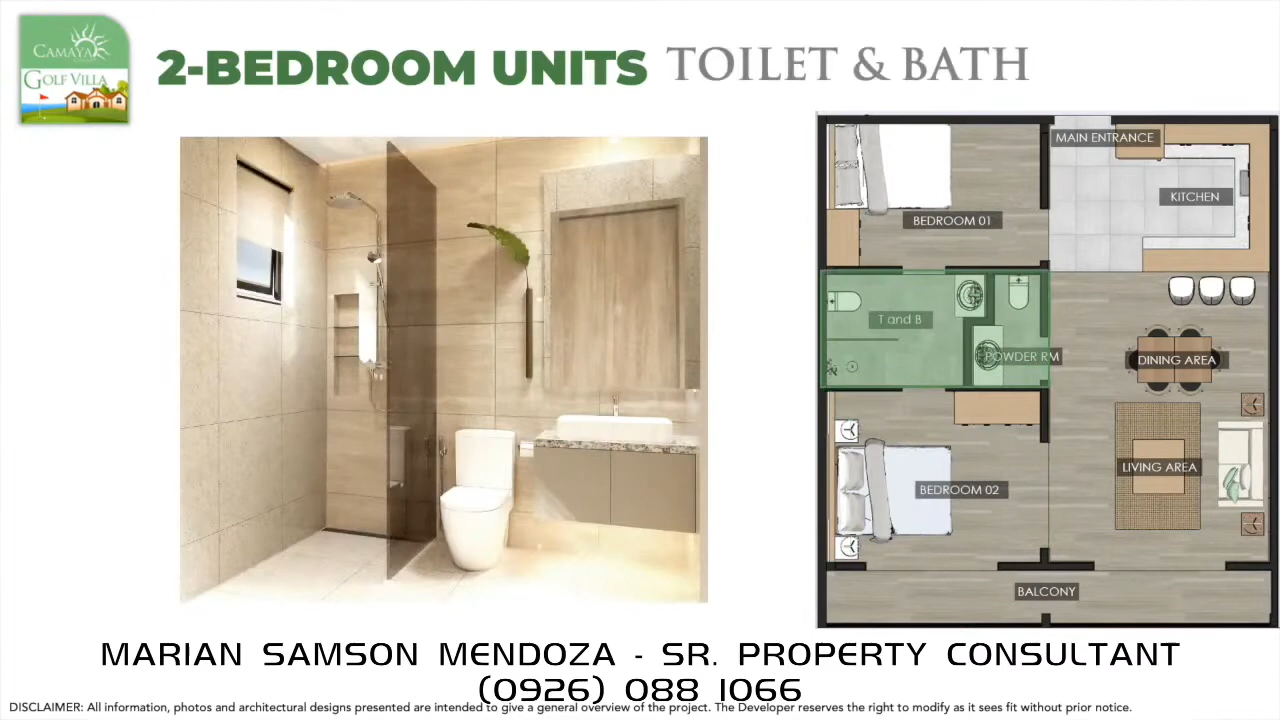 CAMAYA
GOLF VILLA
2-BEDROOM UNITS TOILET & BATH
MAIN ENTRANCE
KITCHEN
BEDROOM 01
T and B
POWDER RM
DINING AREA
LIVING AREA
BEDROOM 02
BALCONY
MARIAN SAMSON MENDOZA - SR. PROPERTY CONSULTANT
(0926) 088 1066
DISCLAIMER: All information, photos and architectural designs presented are intended to give a general overview of the project. The Developer reserves the right to modify as it sees fit without prior notice.